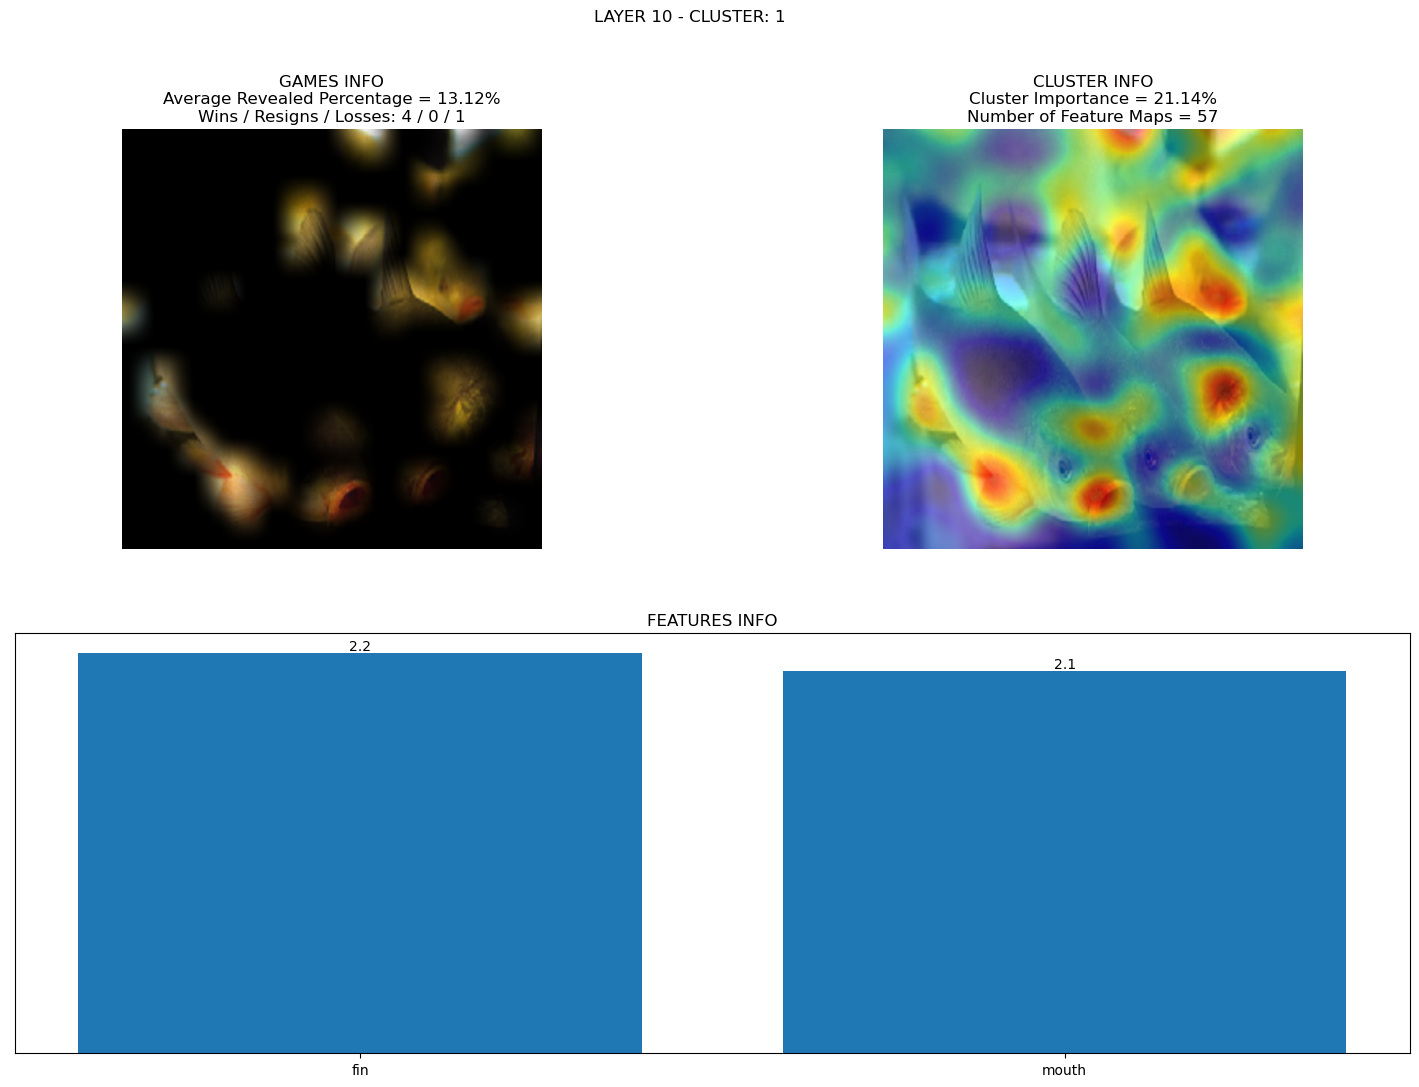 LAYER 10 - CLUSTER: 1
GAMES INFO
Average Revealed Percentage = 13.12%
Wins / Resigns / Losses: 4 / 0 / 1
CLUSTER INFO
Cluster Importance = 21.14%
Number of Feature Maps = 57
FEATURES INFO
2.2
2.1
fin
mouth